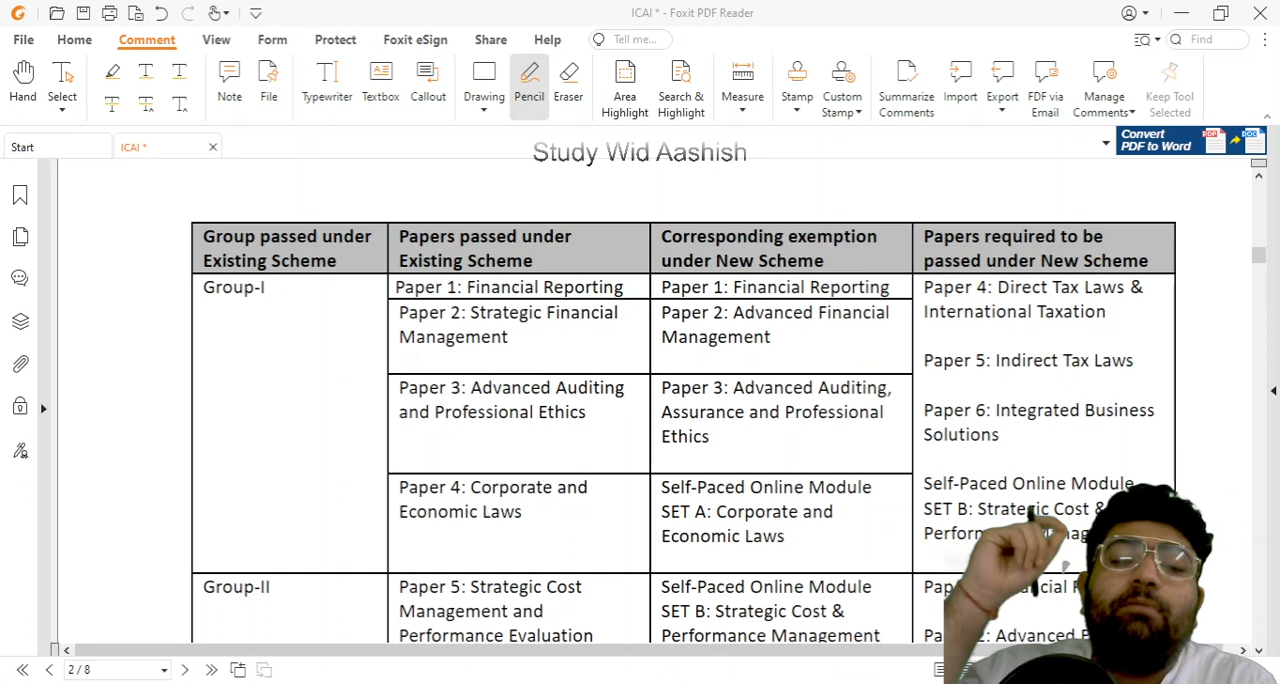 ICAI * - Foxit PDF Reader
File Home Comment View Form Protect Foxit eSign Share Help Tell me... Find
Hand Select Note File Typewriter Textbox Callout Drawing Pencil Eraser Area Highlight Search & Highlight Measure Stamp Custom Stamp Summarize Comments Import Export FDF via Email Manage Comments Keep Tool Selected
Start ICAI *
Convert
PDF to Word
PDF DOC
Study Wid Aashish
Group passed under
Existing Scheme
Papers passed under
Existing Scheme
Corresponding exemption
under New Scheme
Papers required to be
passed under New Scheme
Group-I
Paper 1: Financial Reporting
Paper 1: Financial Reporting
Paper 2: Strategic Financial
Management
Paper 2: Advanced Financial
Management
Paper 3: Advanced Auditing
and Professional Ethics
Paper 3: Advanced Auditing,
Assurance and Professional
Ethics
Paper 4: Corporate and
Economic Laws
Self-Paced Online Module
SET A: Corporate and
Economic Laws
Paper 4: Direct Tax Laws &
International Taxation
Paper 5: Indirect Tax Laws
Paper 6: Integrated Business
Solutions
Self-Paced Online Module
SET B: Strategic Cost &
Group-II
Paper 5: Strategic Cost
Management and
Performance Evaluation
Self-Paced Online Module
SET B: Strategic Cost &
Performance Management
2: Advanced
2 / 8